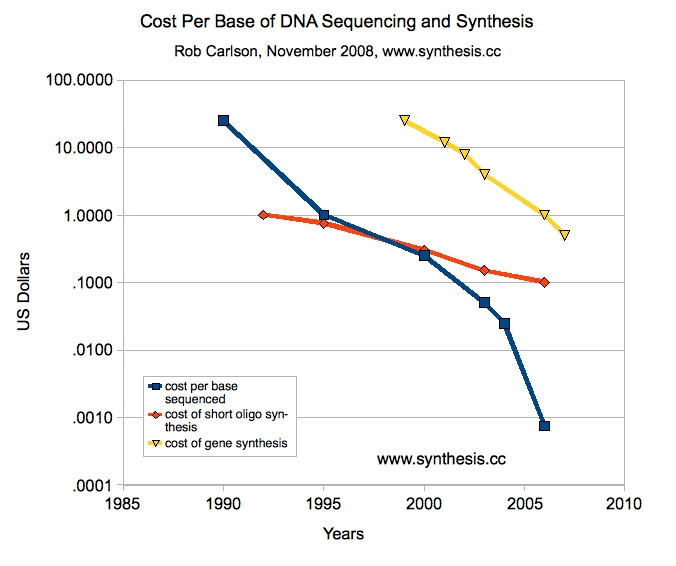 Cost Per Base of DNA Sequencing and Synthesis
Rob Carlson, November 2008, www.synthesis.cc
100.0000
10.0000
1.0000
.1000
.0100
.0010
.0001
US Dollars
cost per base
sequenced
cost of short oligo syn-
thesis
cost of gene synthesis
www.synthesis.cc
1985 1990 1995 2000 2005 2010
Years